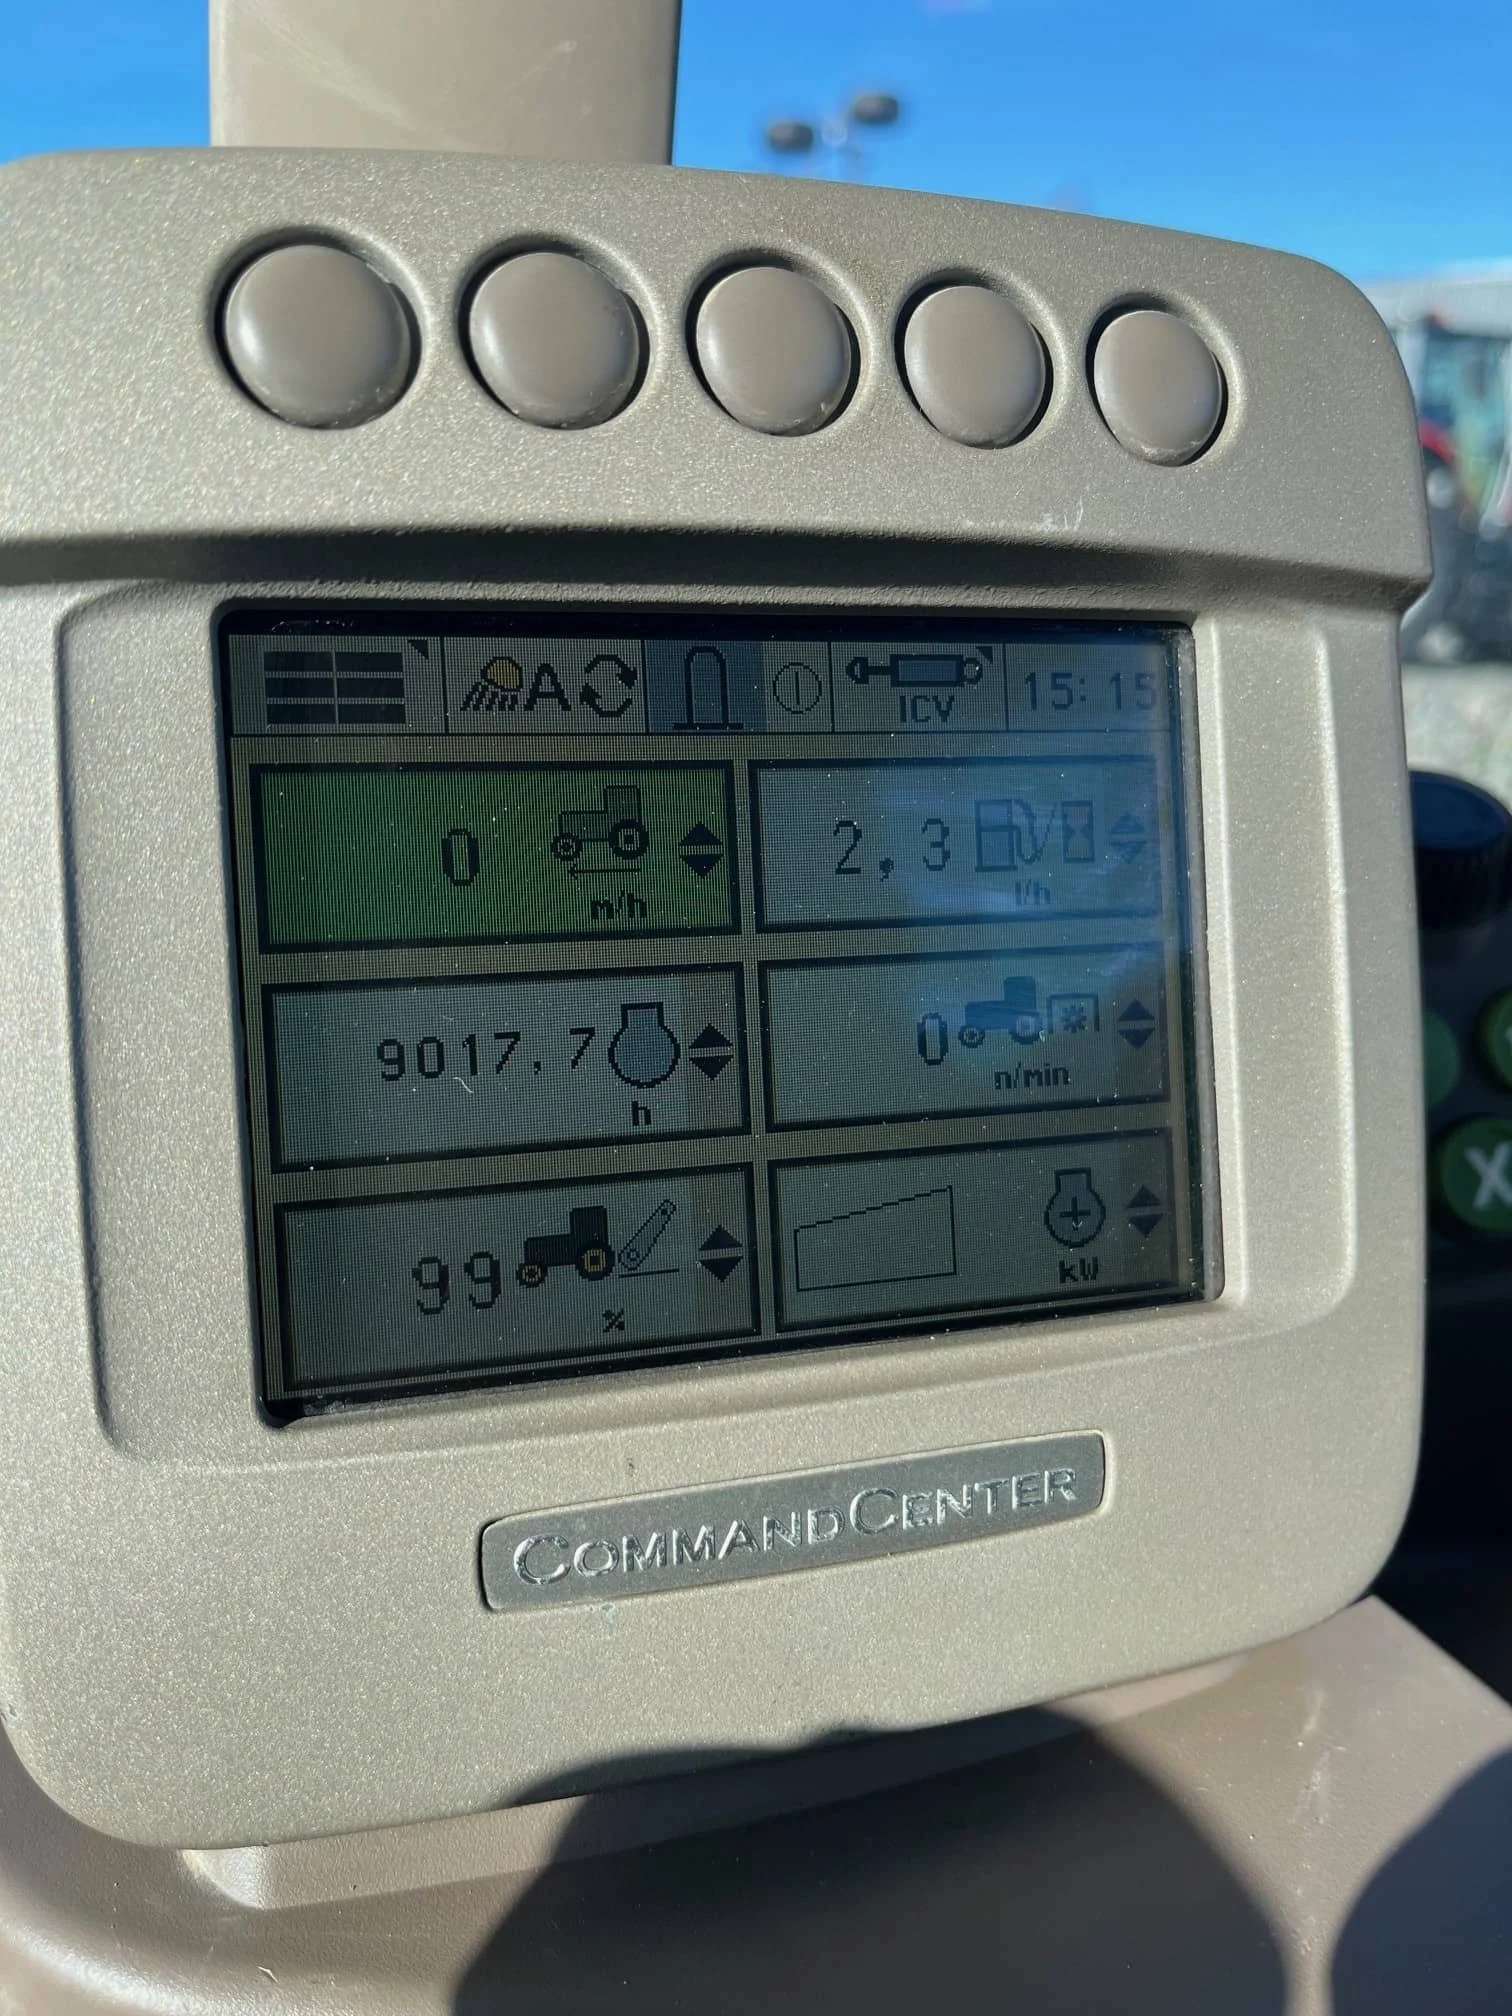 A ICV 15:15
0 m/h
2,3 l/h
9017,7 h
0 n/min
99 %
kW
COMMANDCENTER
X